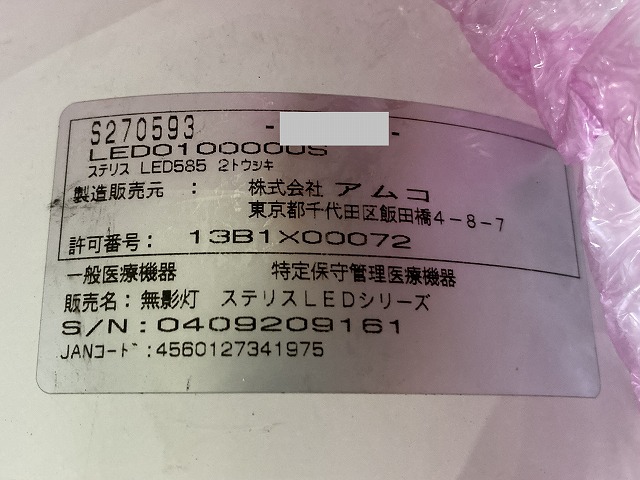 S270593 - -
LED0100000US
ステリス LED585 2トウシキ
製造販売元 : 株式会社 アムコ
東京都千代田区飯田橋4-8-7
許可番号: 13B1X00072
一般医療機器 特定保守管理医療機器
販売名: 無影灯 ステリスLEDシリーズ
S/N:0409209161
JANコード:4560127341975